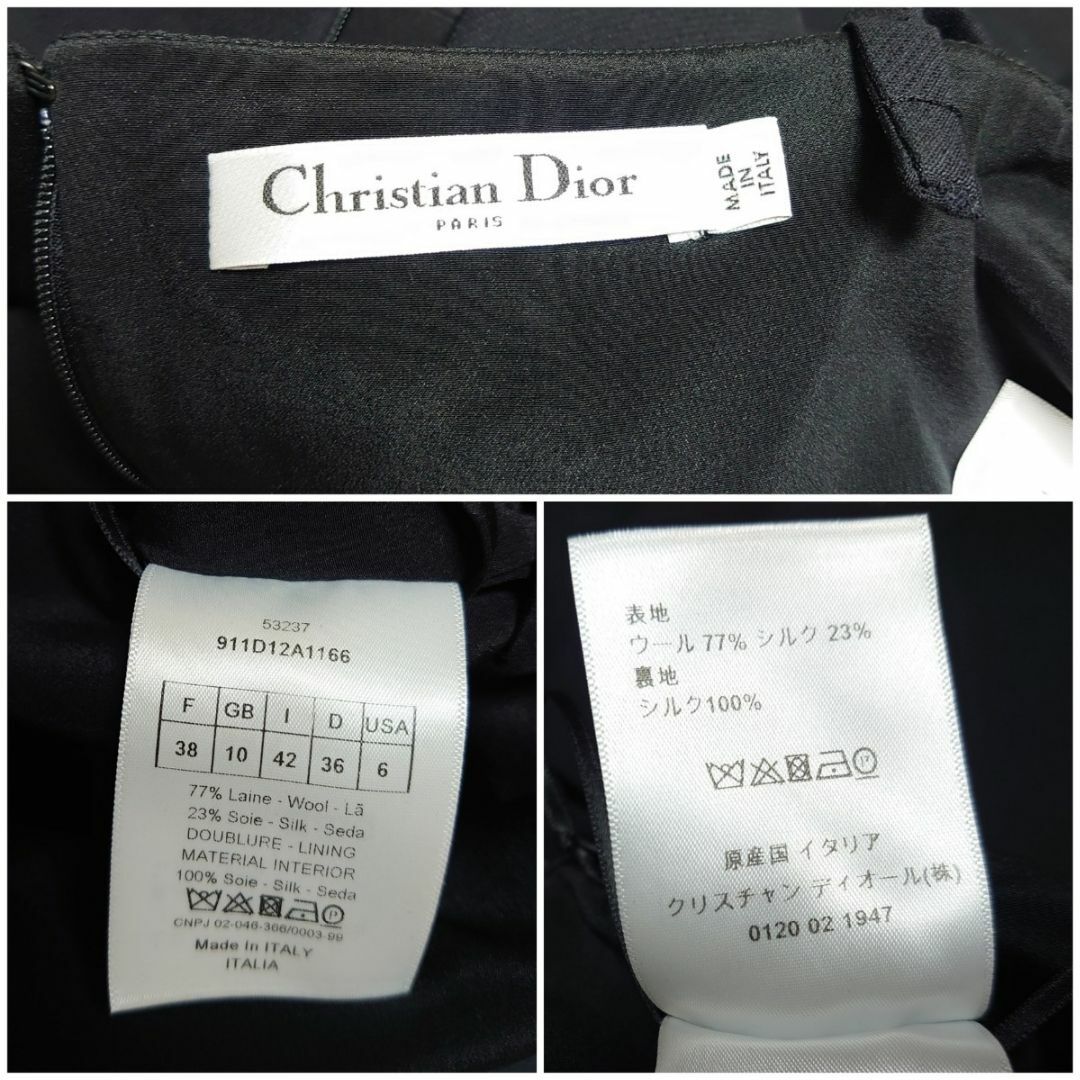 Christian Dior
PARIS
MADE
IN
ITALY
53237
911D12A1166
F GB I D USA
38 10 42 36 6
77% Laine - Wool - Lã
23% Soie - Silk - Seda
DOUBLURE - LINING
MATERIAL INTERIOR
100% Soie - Silk - Seda
CNPJ 02-046-366/0003-99
Made In ITALY
ITALIA
表地
ウール 77% シルク 23%
裏地
シルク100%
原産国 イタリア
クリスチャン ディオール(株)
0120 02 1947